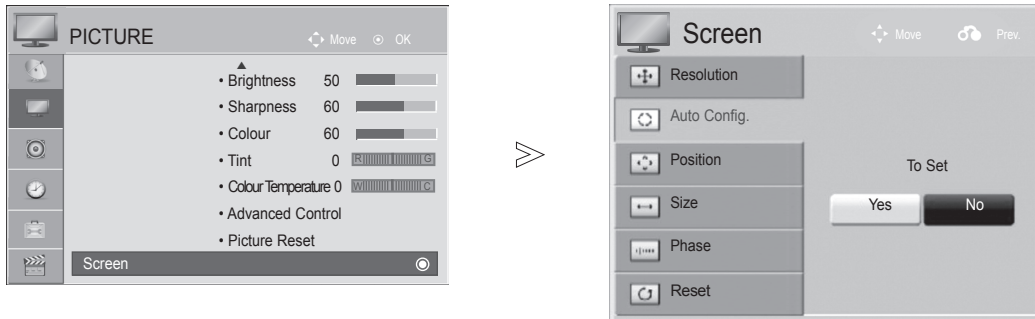 PICTURE
Move OK
• Brightness 50
• Sharpness 60
• Colour 60
• Tint 0 R G
• Colour Temperature 0 W C
• Advanced Control
• Picture Reset
Screen
Screen
Move Prev.
Resolution
Auto Config.
Position
Size
Phase
Reset
To Set
Yes No